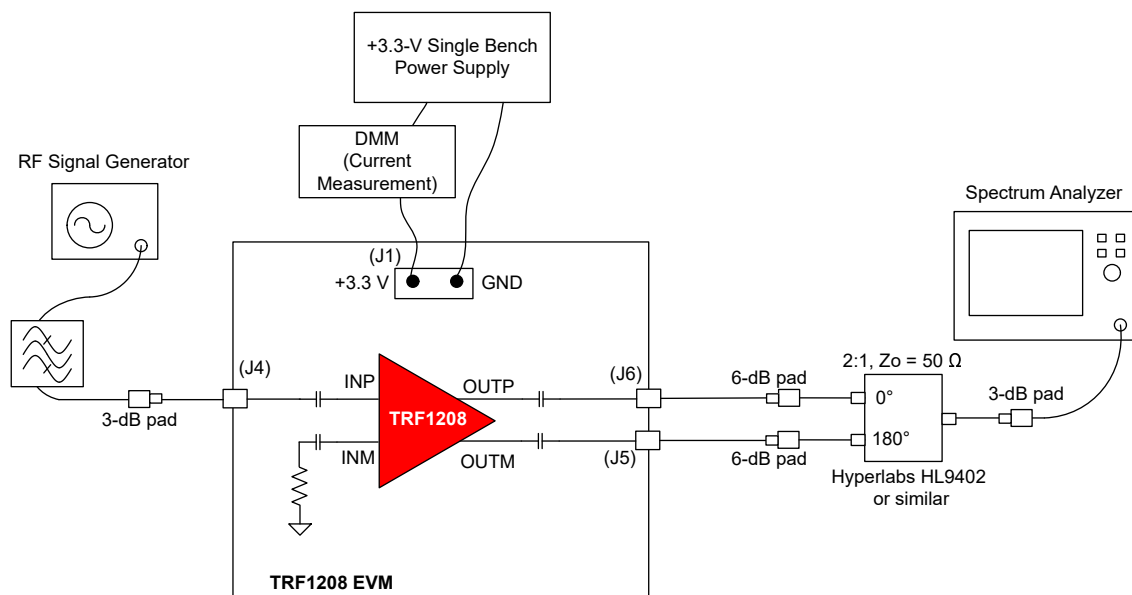 +3.3-V Single Bench
Power Supply
DMM
(Current
Measurement)
RF Signal Generator
Spectrum Analyzer
(J1)
+3.3 V
GND
(J4)
3-dB pad
INP
INM
TRF1208
OUTP
OUTM
(J6)
(J5)
6-dB pad
6-dB pad
2:1, Zo = 50 Ω
0°
180°
3-dB pad
Hyperlabs HL9402
or similar
TRF1208 EVM